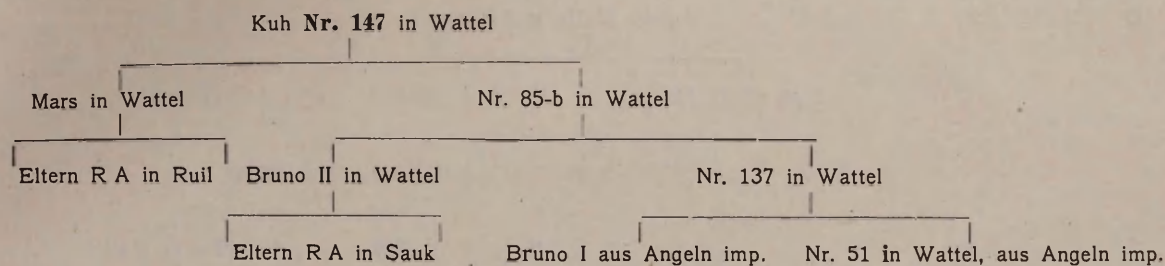 Kuh Nr. 147 in Wattel
Mars in Wattel Nr. 85-b in Wattel
Eltern R A in Ruil Bruno II in Wattel Nr. 137 in Wattel
Eltern R A in Sauk Bruno I aus Angeln imp. Nr. 51 in Wattel, aus Angeln imp.